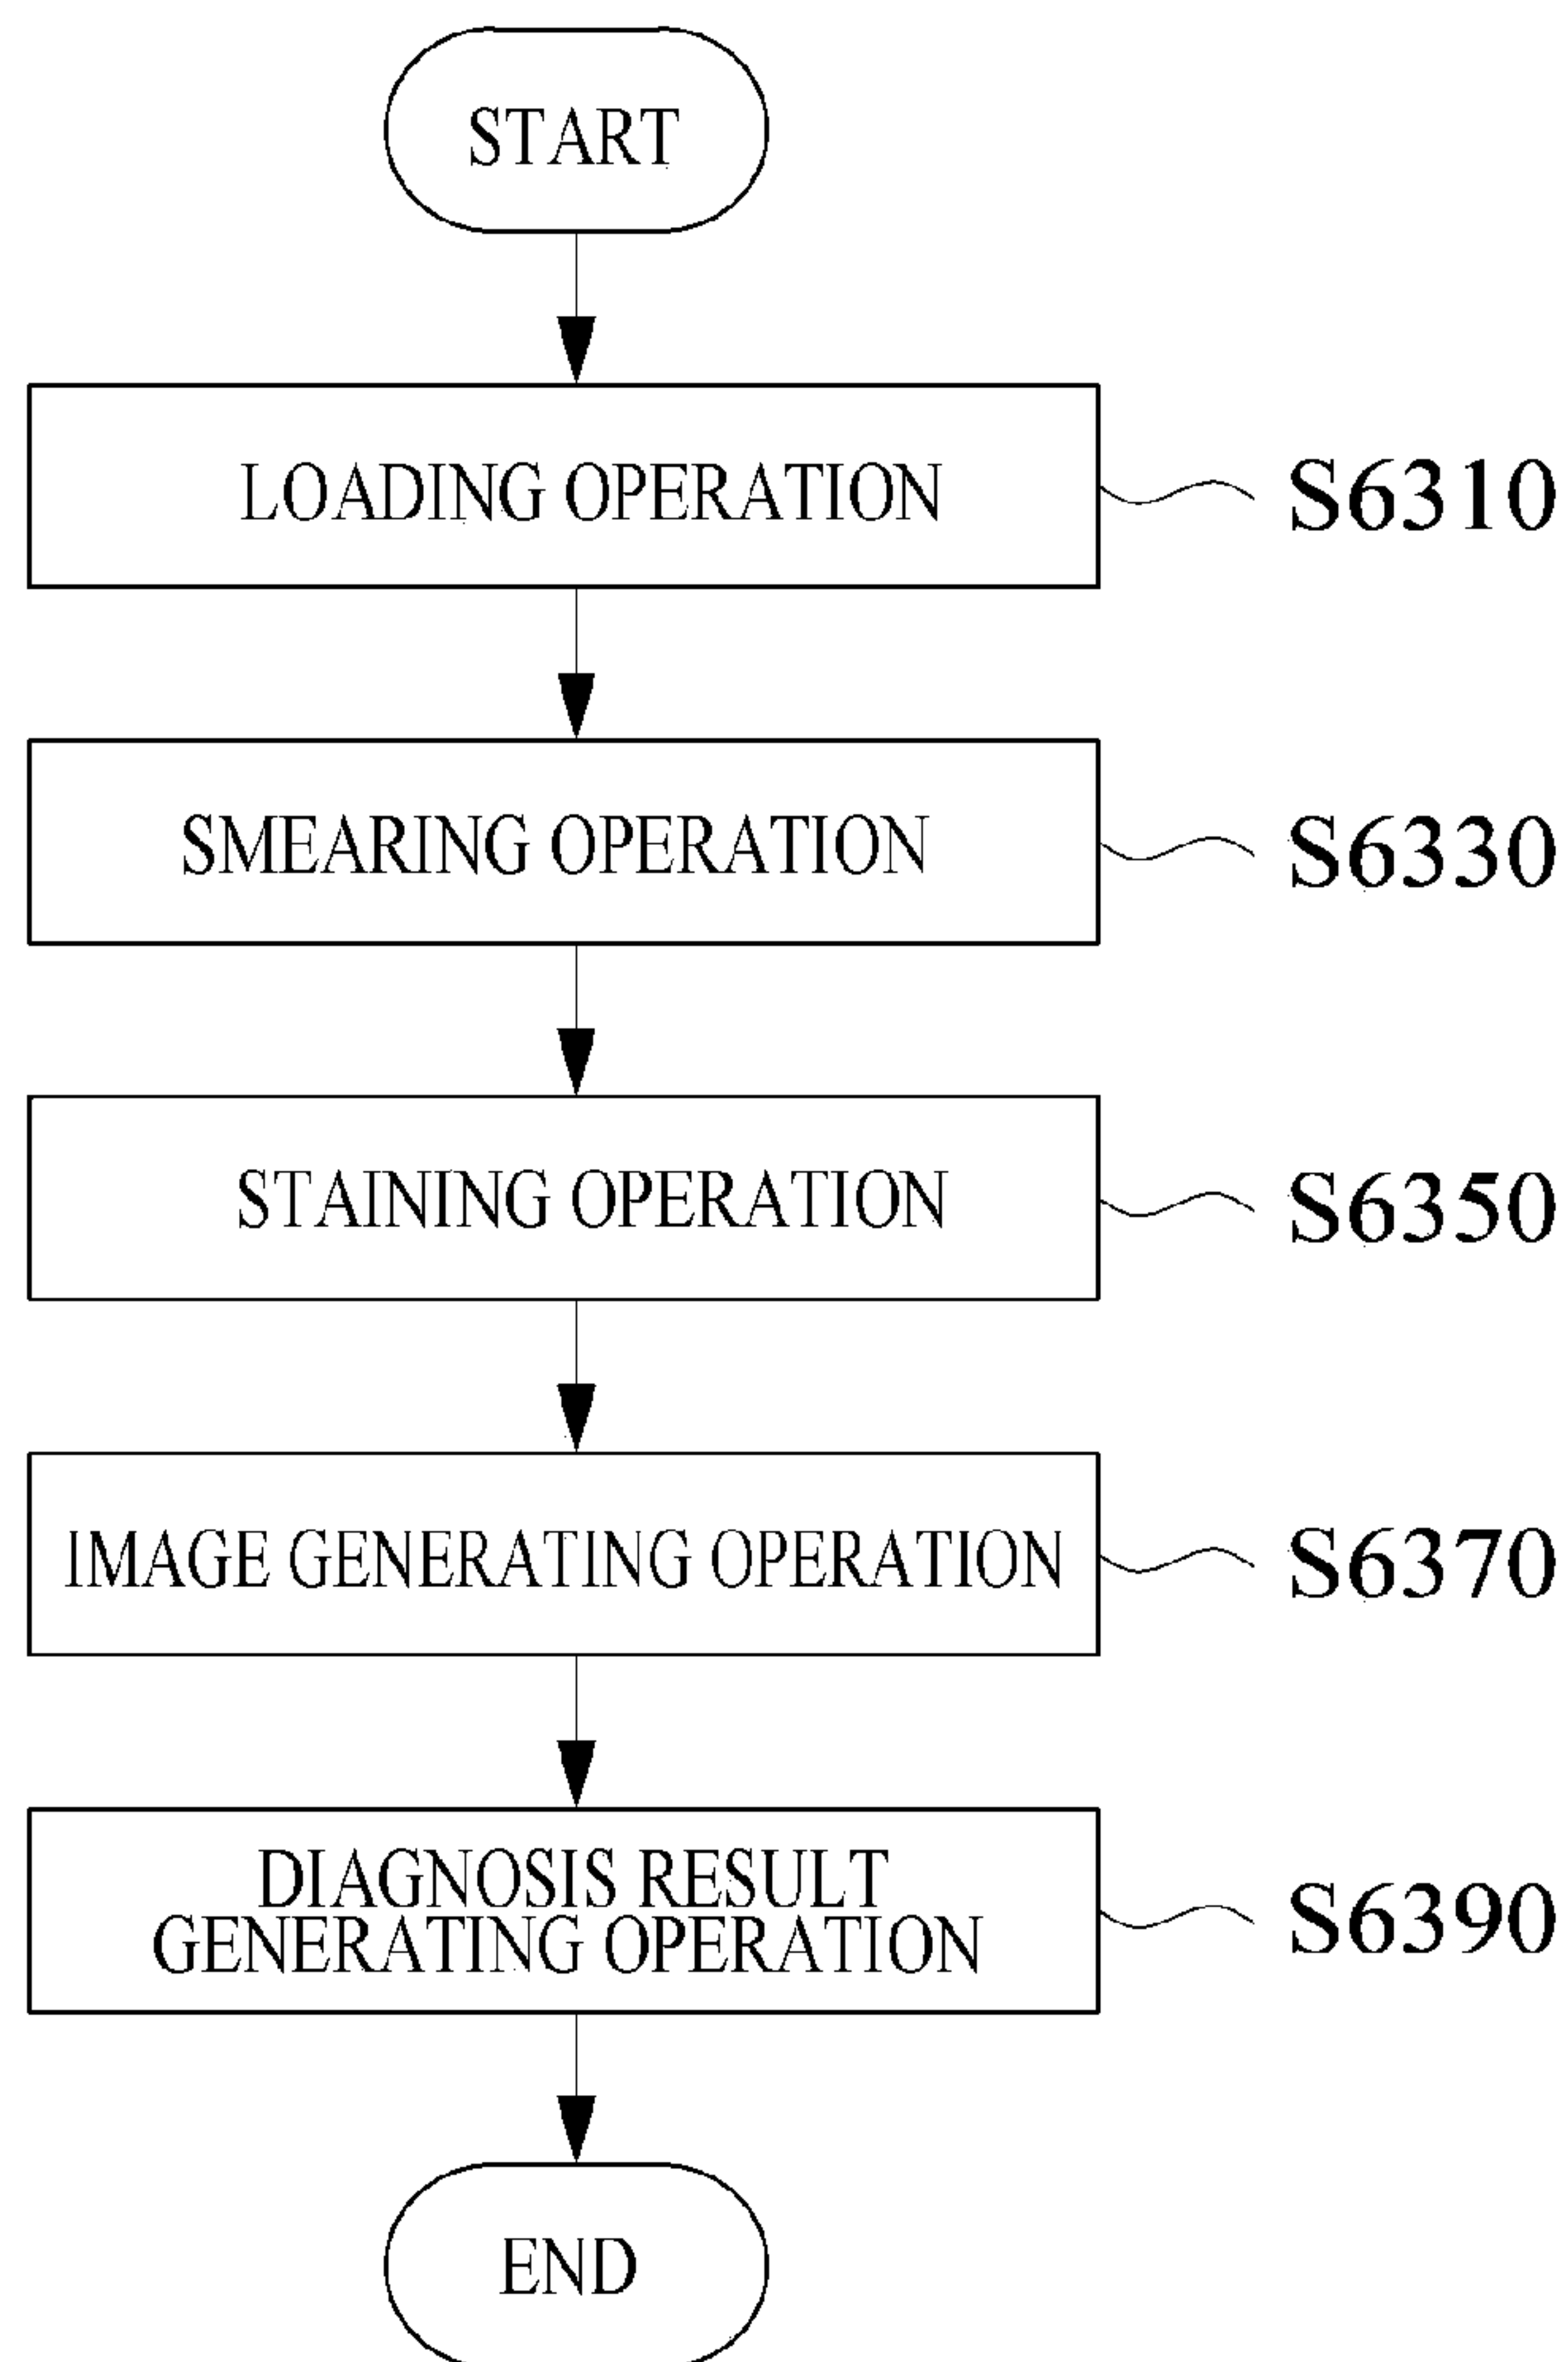 START
LOADING OPERATION
S6310
SMEARING OPERATION
S6330
STAINING OPERATION
S6350
IMAGE GENERATING OPERATION
S6370
DIAGNOSIS RESULT
GENERATING OPERATION
S6390
END